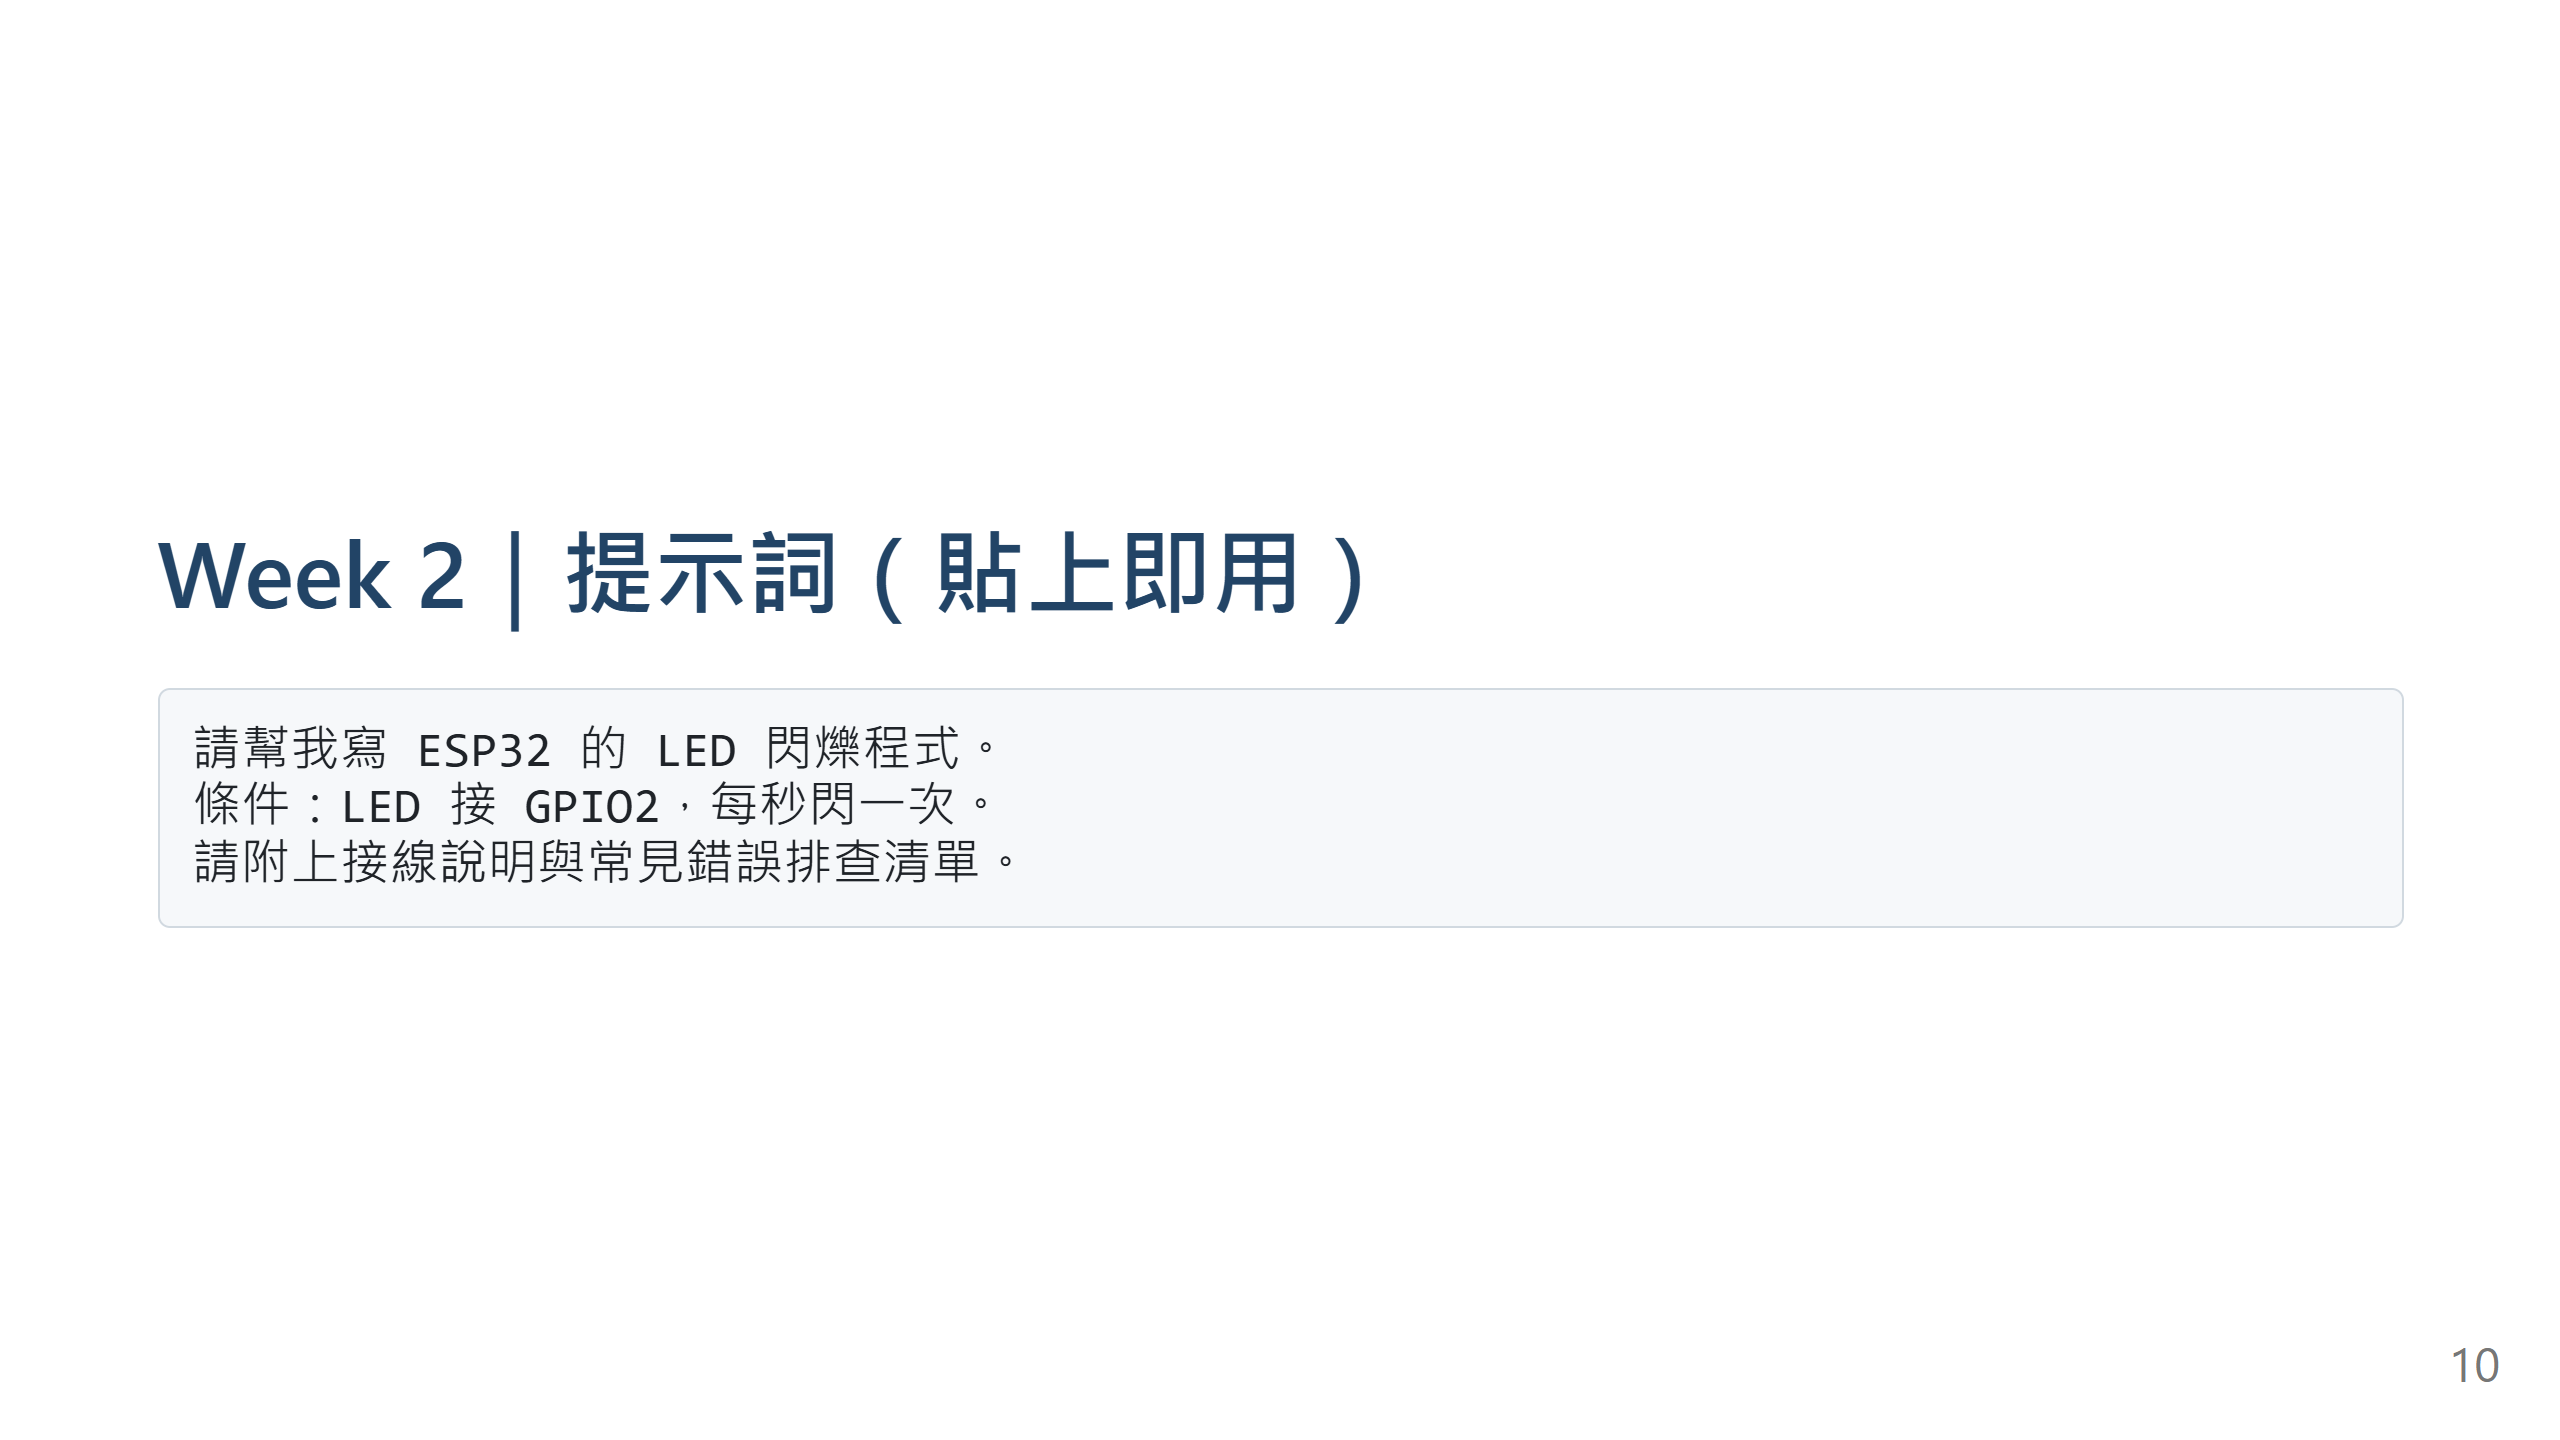 Week 2｜提示詞（貼上即用）
請幫我寫 ESP32 的 LED 閃爍程式。
條件：LED 接 GPIO2，每秒閃一次。
請附上接線說明與常見錯誤排查清單。
10